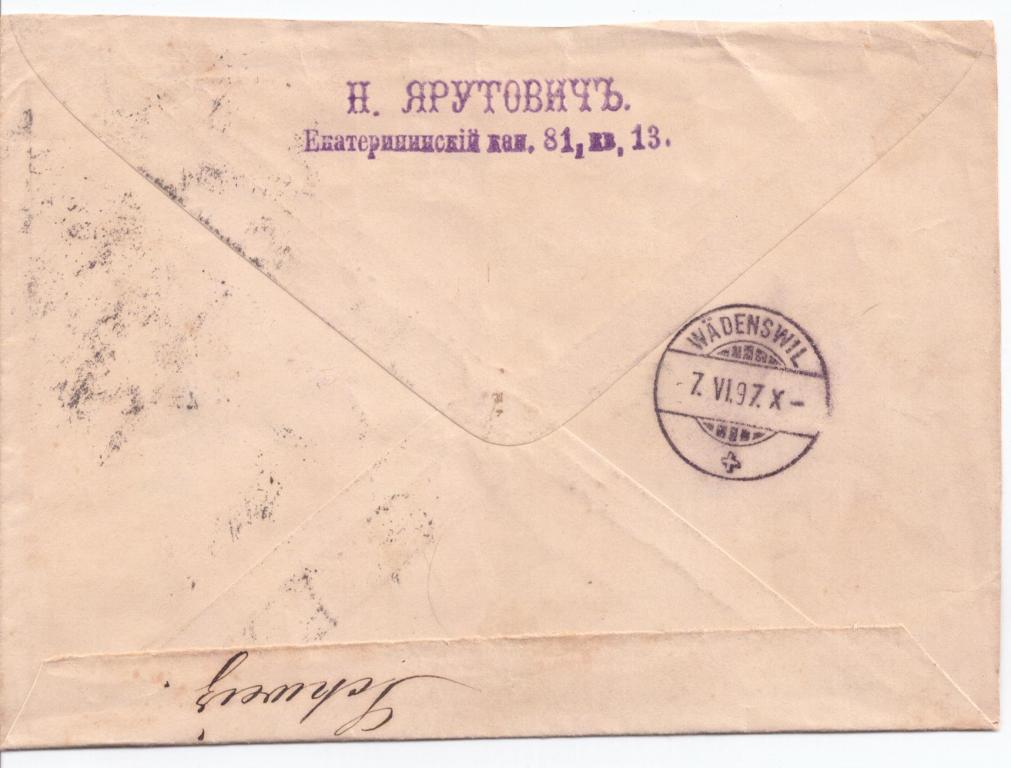 Н. ЯРУТОВИЧЪ.
Екатерининскій кан. 81, кв. 13.
WÄDENSWIL
7. VI. 97. X –
Schweiz.